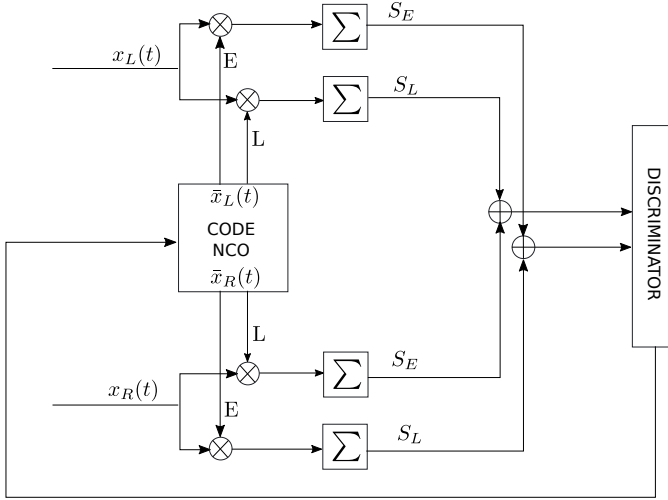 S_E
x_L(t)
E
∑
S_L
∑
L
x̄_L(t)
CODE
NCO
x̄_R(t)
DISCRIMINATOR
L
S_E
∑
x_R(t)
E
S_L
∑